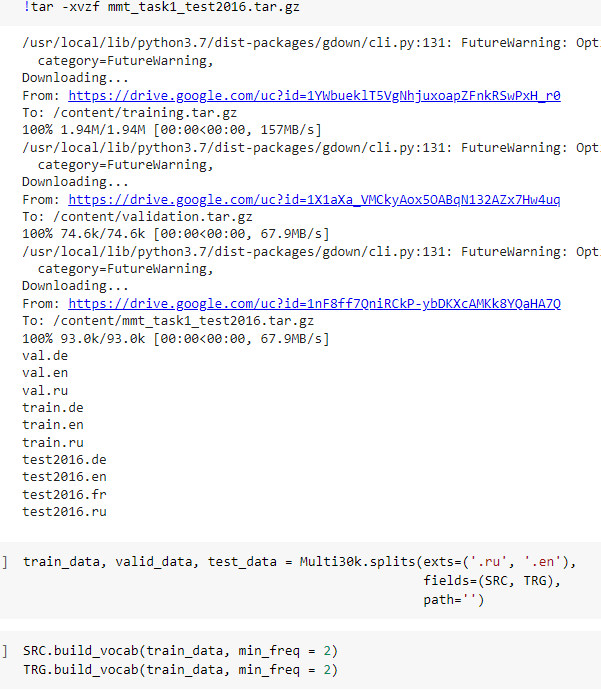 !tar -xvzf mmt_task1_test2016.tar.gz
/usr/local/lib/python3.7/dist-packages/gdown/cli.py:131: FutureWarning: Opti
category=FutureWarning,
Downloading...
From: https://drive.google.com/uc?id=1YWbueklT5VgNhjuxoapZFnkRSwPxH_r0
To: /content/training.tar.gz
100% 1.94M/1.94M [00:00<00:00, 157MB/s]
/usr/local/lib/python3.7/dist-packages/gdown/cli.py:131: FutureWarning: Opti
category=FutureWarning,
Downloading...
From: https://drive.google.com/uc?id=1X1aXa_VMCkyAox5OABqN132AZx7Hw4uq
To: /content/validation.tar.gz
100% 74.6k/74.6k [00:00<00:00, 67.9MB/s]
/usr/local/lib/python3.7/dist-packages/gdown/cli.py:131: FutureWarning: Opti
category=FutureWarning,
Downloading...
From: https://drive.google.com/uc?id=1nF8ff7QniRCkP-ybDKXcAMKk8YQaHA7Q
To: /content/mmt_task1_test2016.tar.gz
100% 93.0k/93.0k [00:00<00:00, 67.9MB/s]
val.de
val.en
val.ru
train.de
train.en
train.ru
test2016.de
test2016.en
test2016.fr
test2016.ru
] train_data, valid_data, test_data = Multi30k.splits(exts=('.ru', '.en'),
fields=(SRC, TRG),
path='')
] SRC.build_vocab(train_data, min_freq = 2)
TRG.build_vocab(train_data, min_freq = 2)